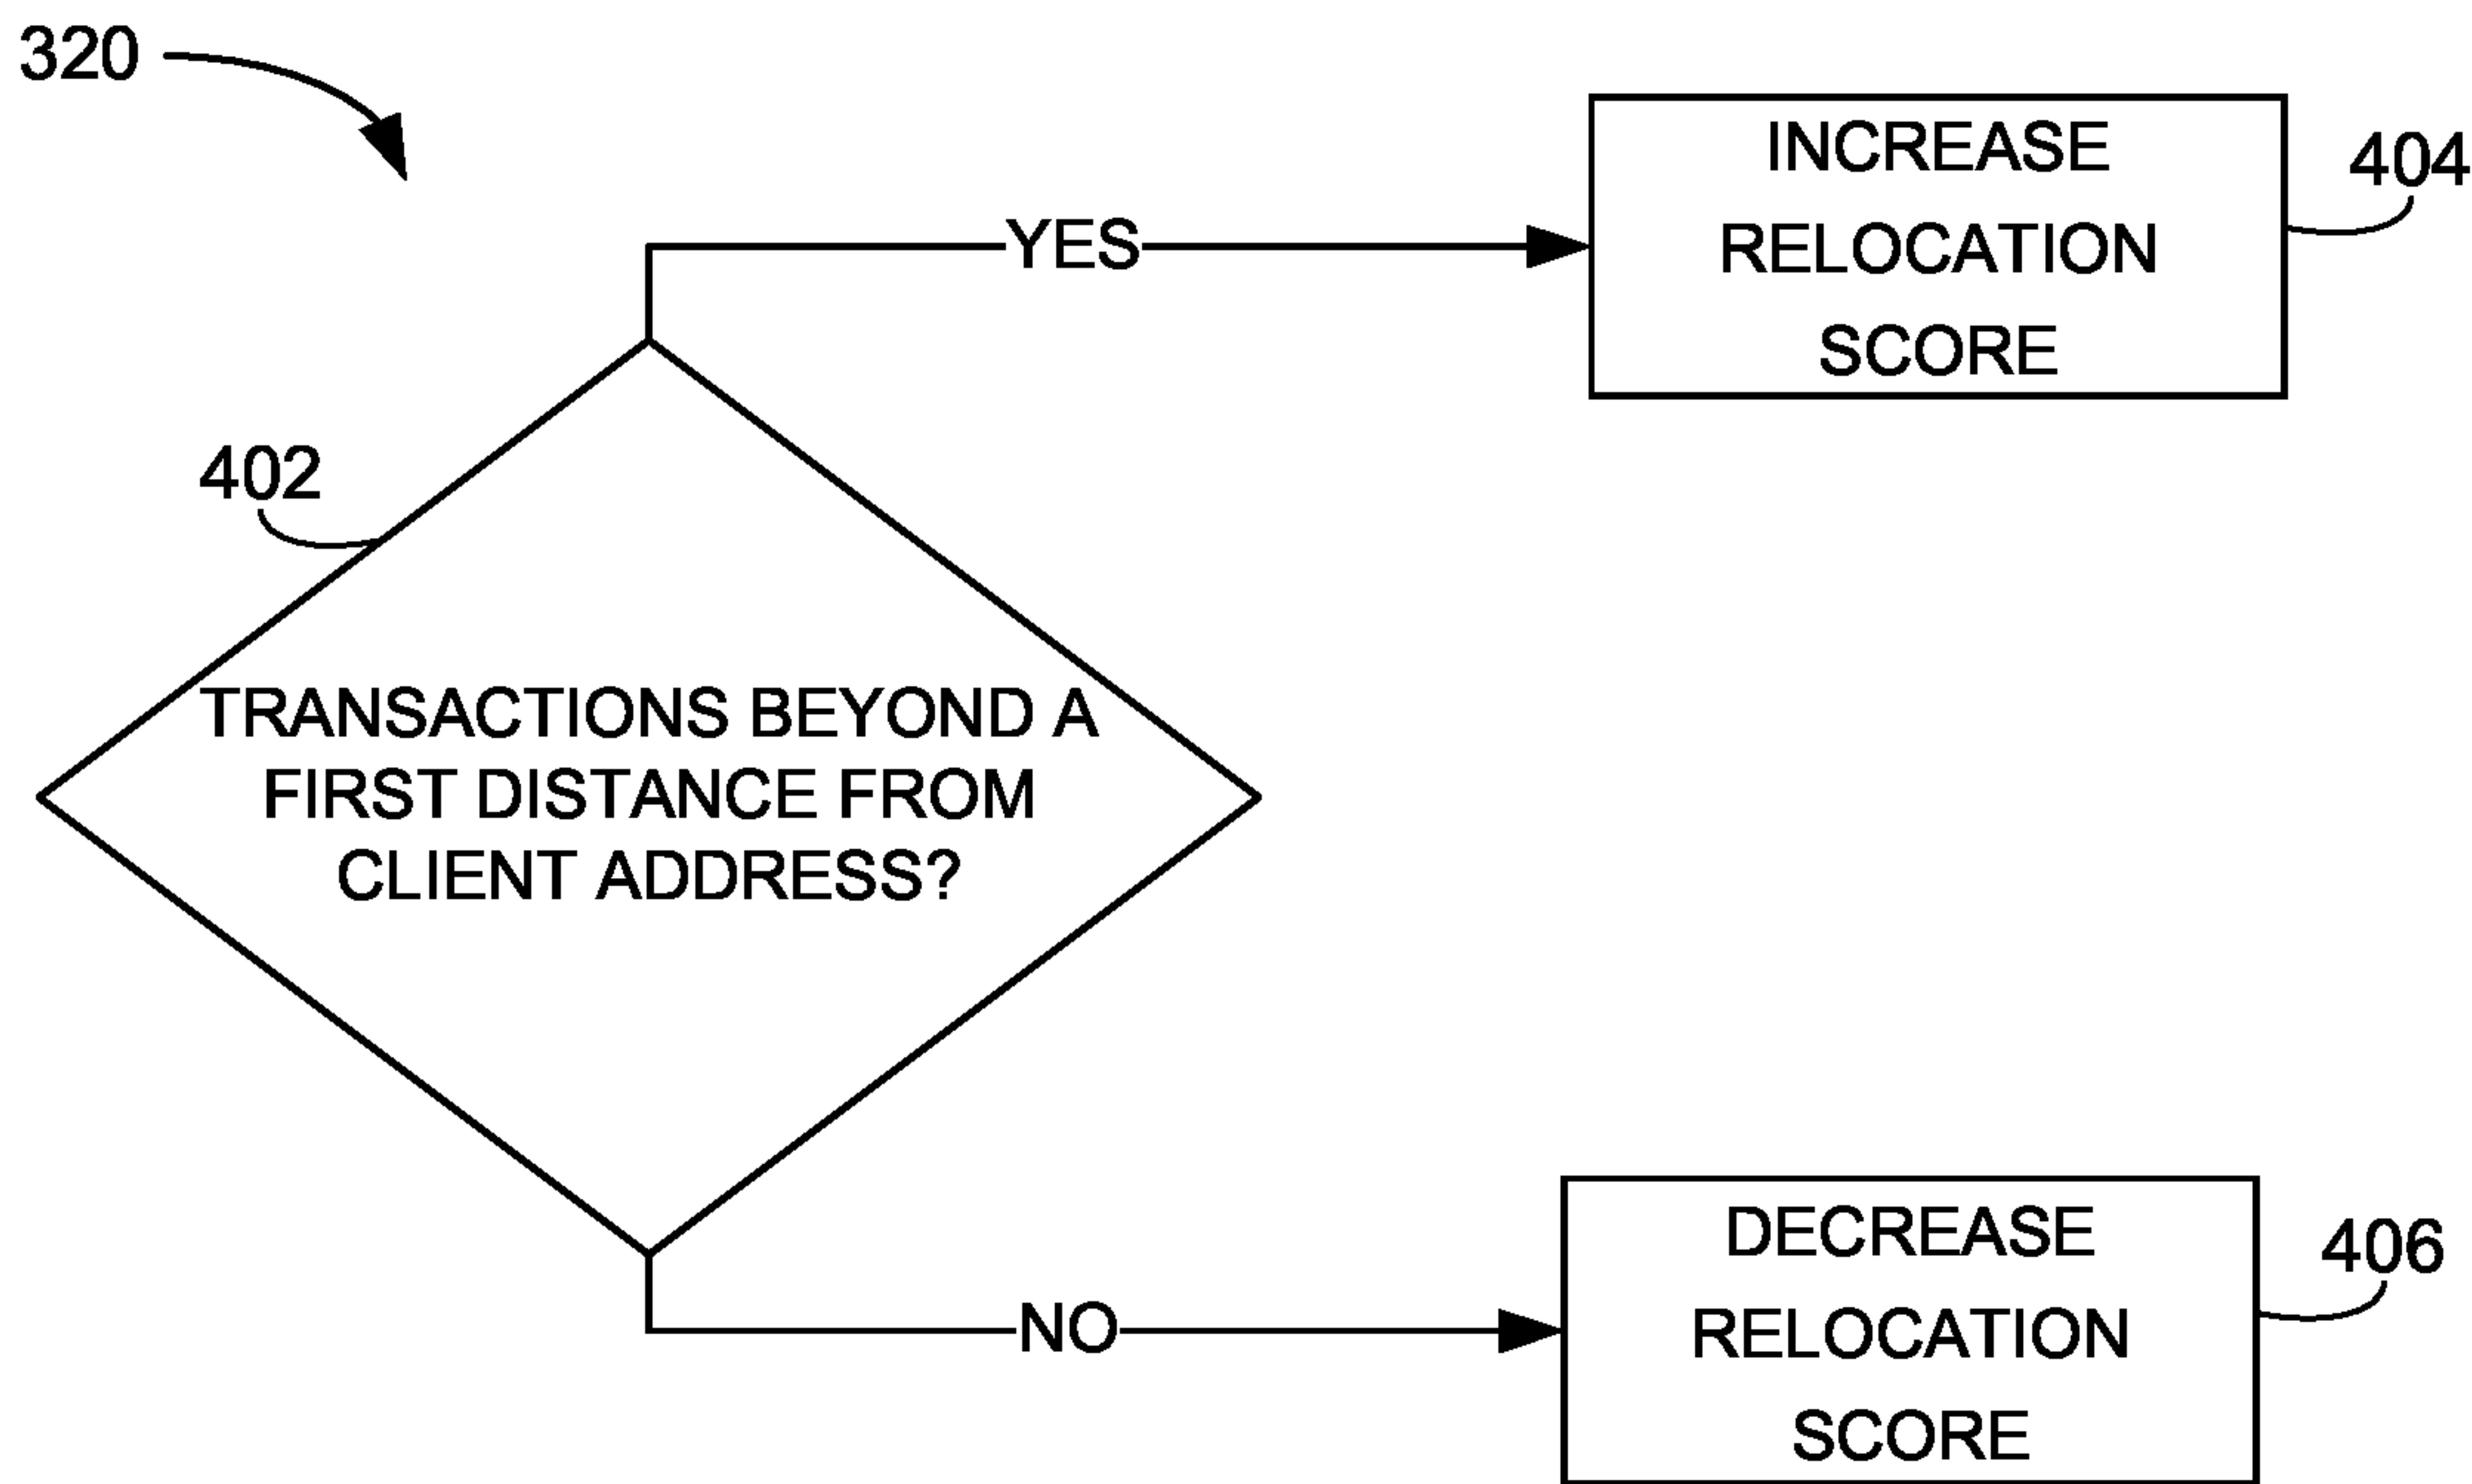 320
YES
INCREASE
RELOCATION
SCORE
404
402
TRANSACTIONS BEYOND A
FIRST DISTANCE FROM
CLIENT ADDRESS?
NO
DECREASE
RELOCATION
SCORE
406